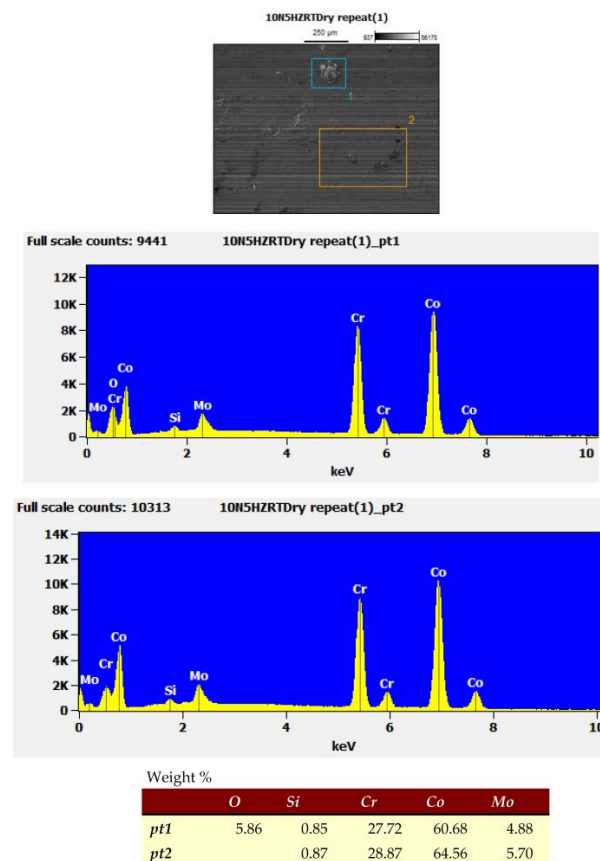 10N5HZRTDry repeat(1)
250 µm 937 96175
1
2
Full scale counts: 9441 10N5HZRTDry repeat(1)_pt1
12K
10K
8K
6K
4K
2K
0
Mo O Cr Co Si Mo Cr Cr Co Co
0 2 4 6 8 10
keV
Full scale counts: 10313 10N5HZRTDry repeat(1)_pt2
14K
12K
10K
8K
6K
4K
2K
0
Mo Cr Co Si Mo Cr Cr Co Co
0 2 4 6 8 10
keV
Weight %
O Si Cr Co Mo
pt1 5.86 0.85 27.72 60.68 4.88
pt2 0.87 28.87 64.56 5.70